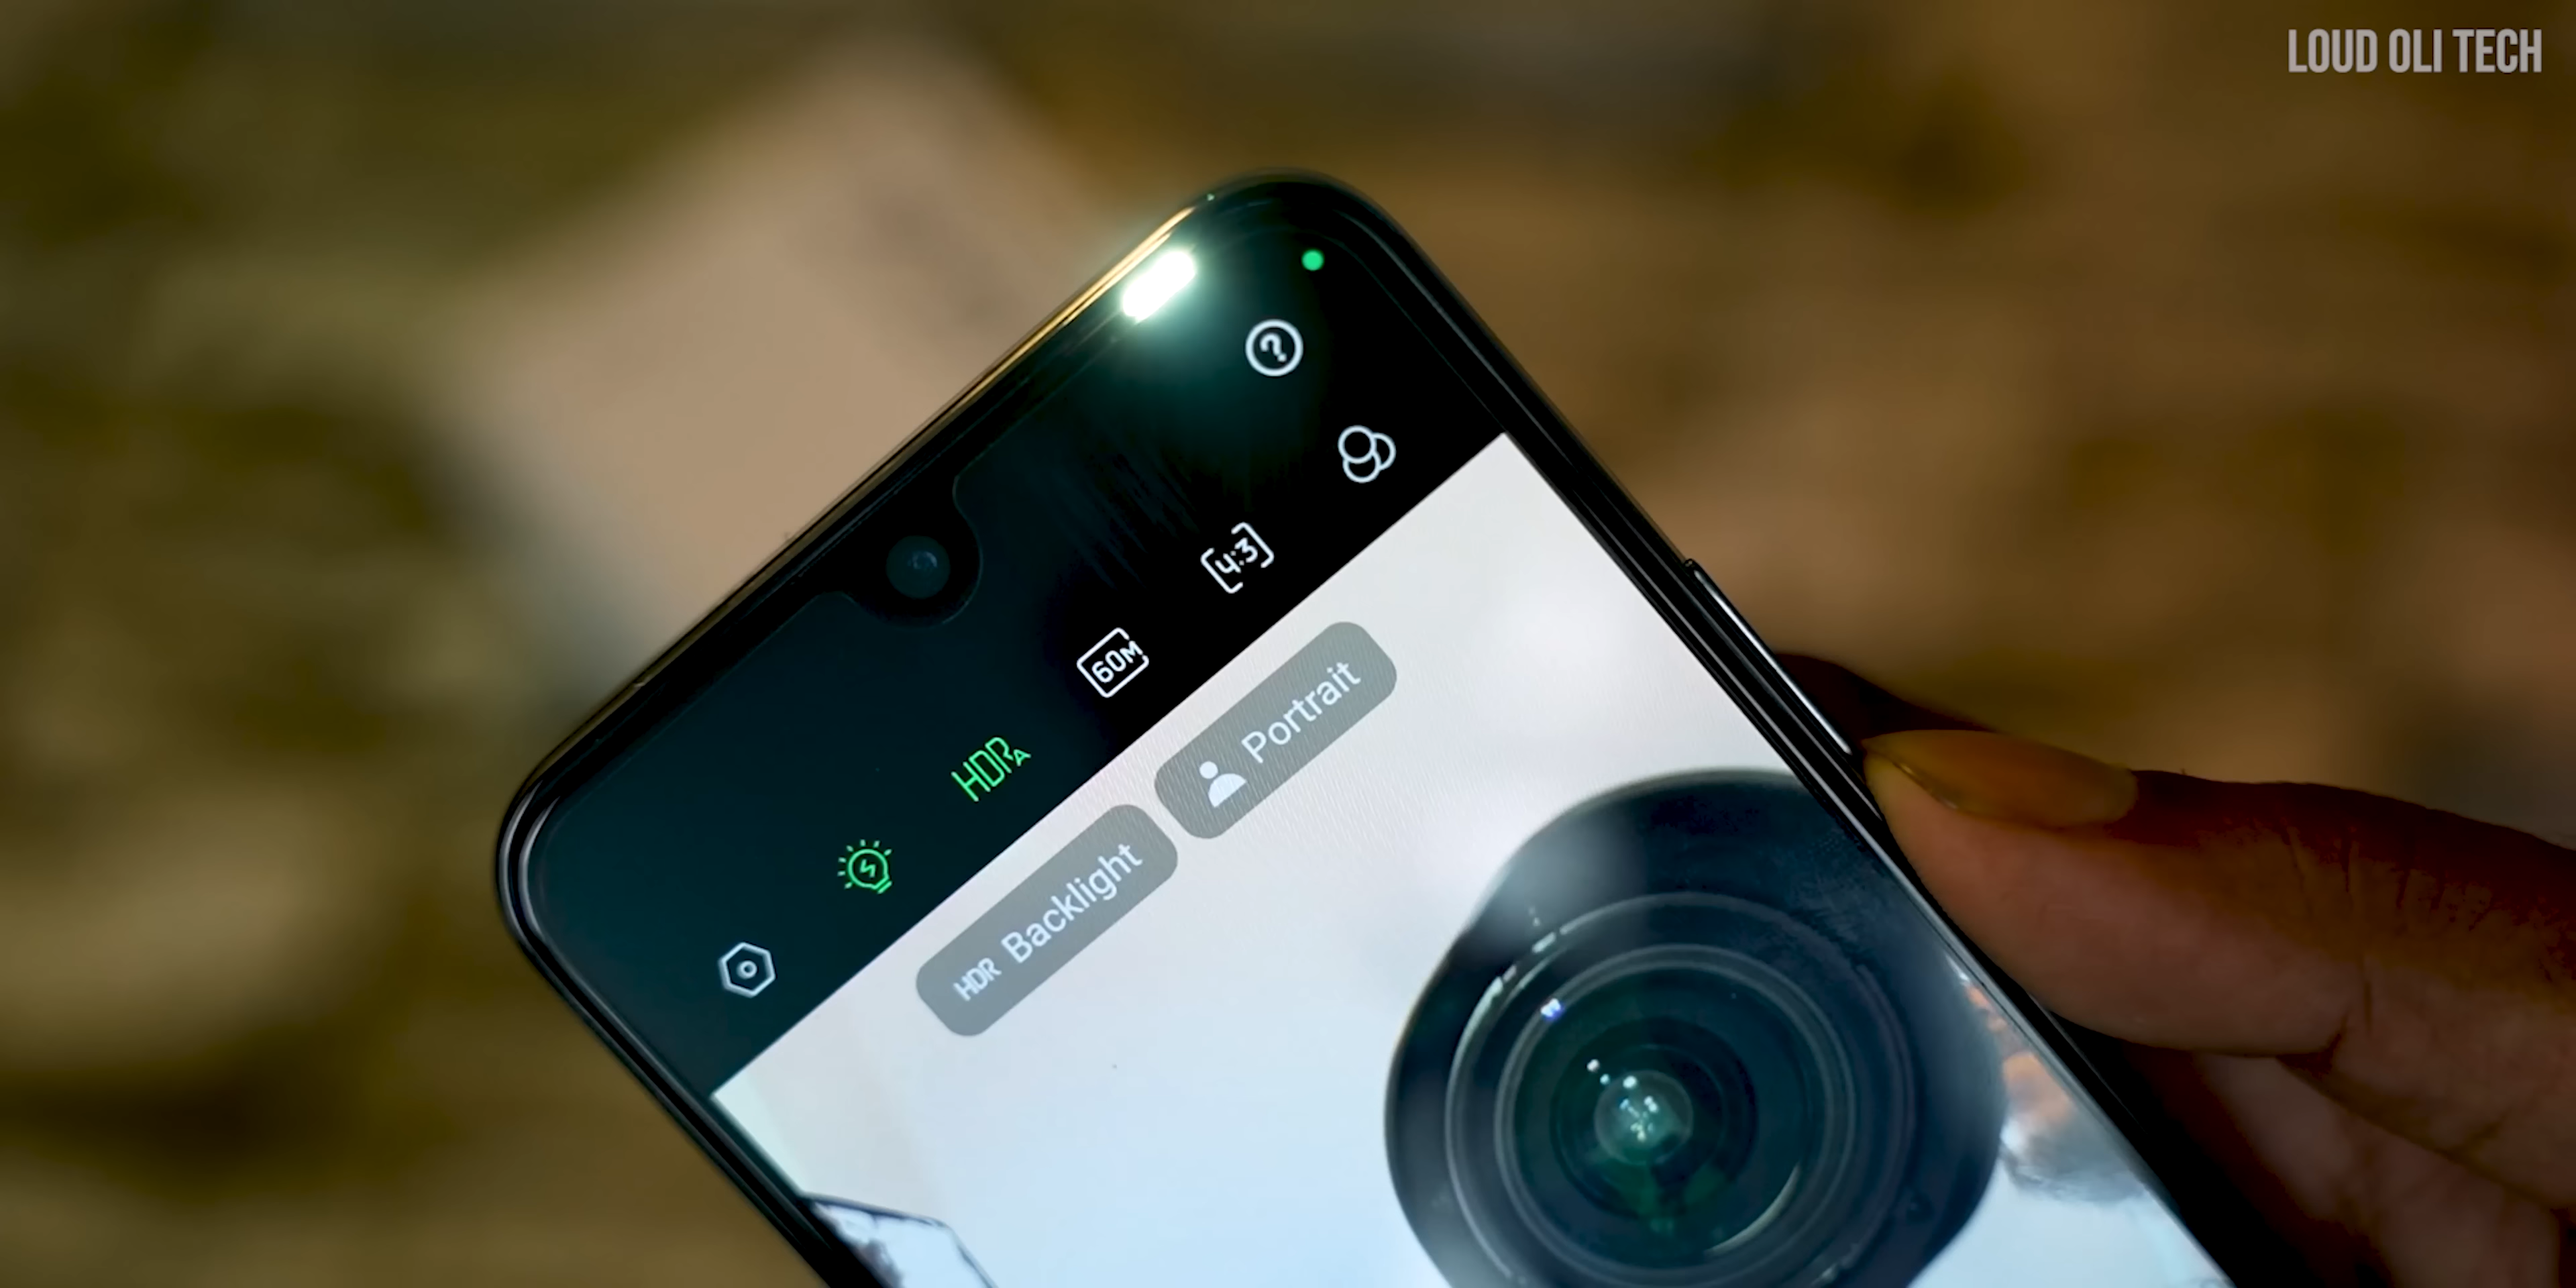 LOUD OLI TECH
?
[4:3]
60M
HDRA
Portrait
HDR Backlight